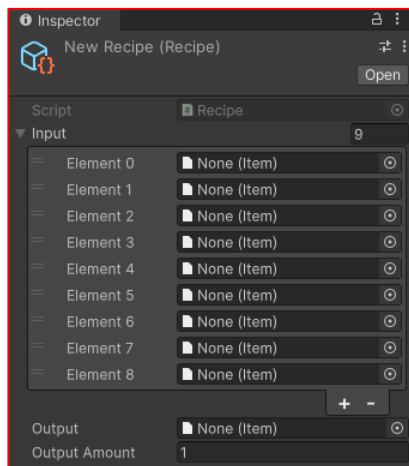 Inspector
New Recipe (Recipe)
Open
Script Recipe
Input 9
Element 0 None (Item)
Element 1 None (Item)
Element 2 None (Item)
Element 3 None (Item)
Element 4 None (Item)
Element 5 None (Item)
Element 6 None (Item)
Element 7 None (Item)
Element 8 None (Item)
+ -
Output None (Item)
Output Amount 1